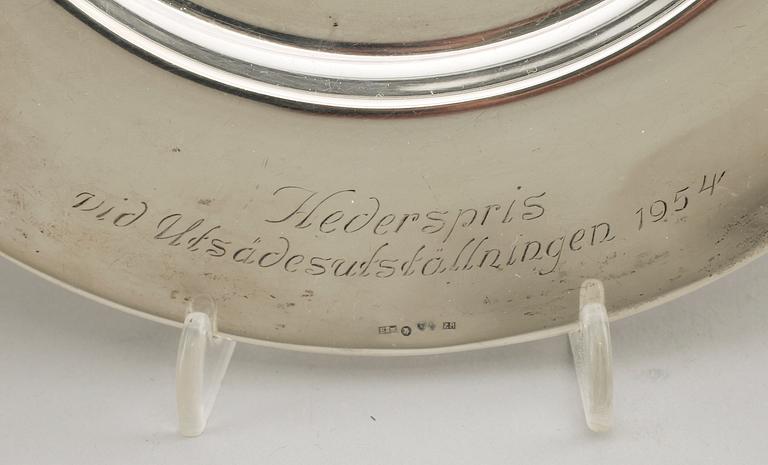 Hederspris
vid Utsädesutställningen 1954